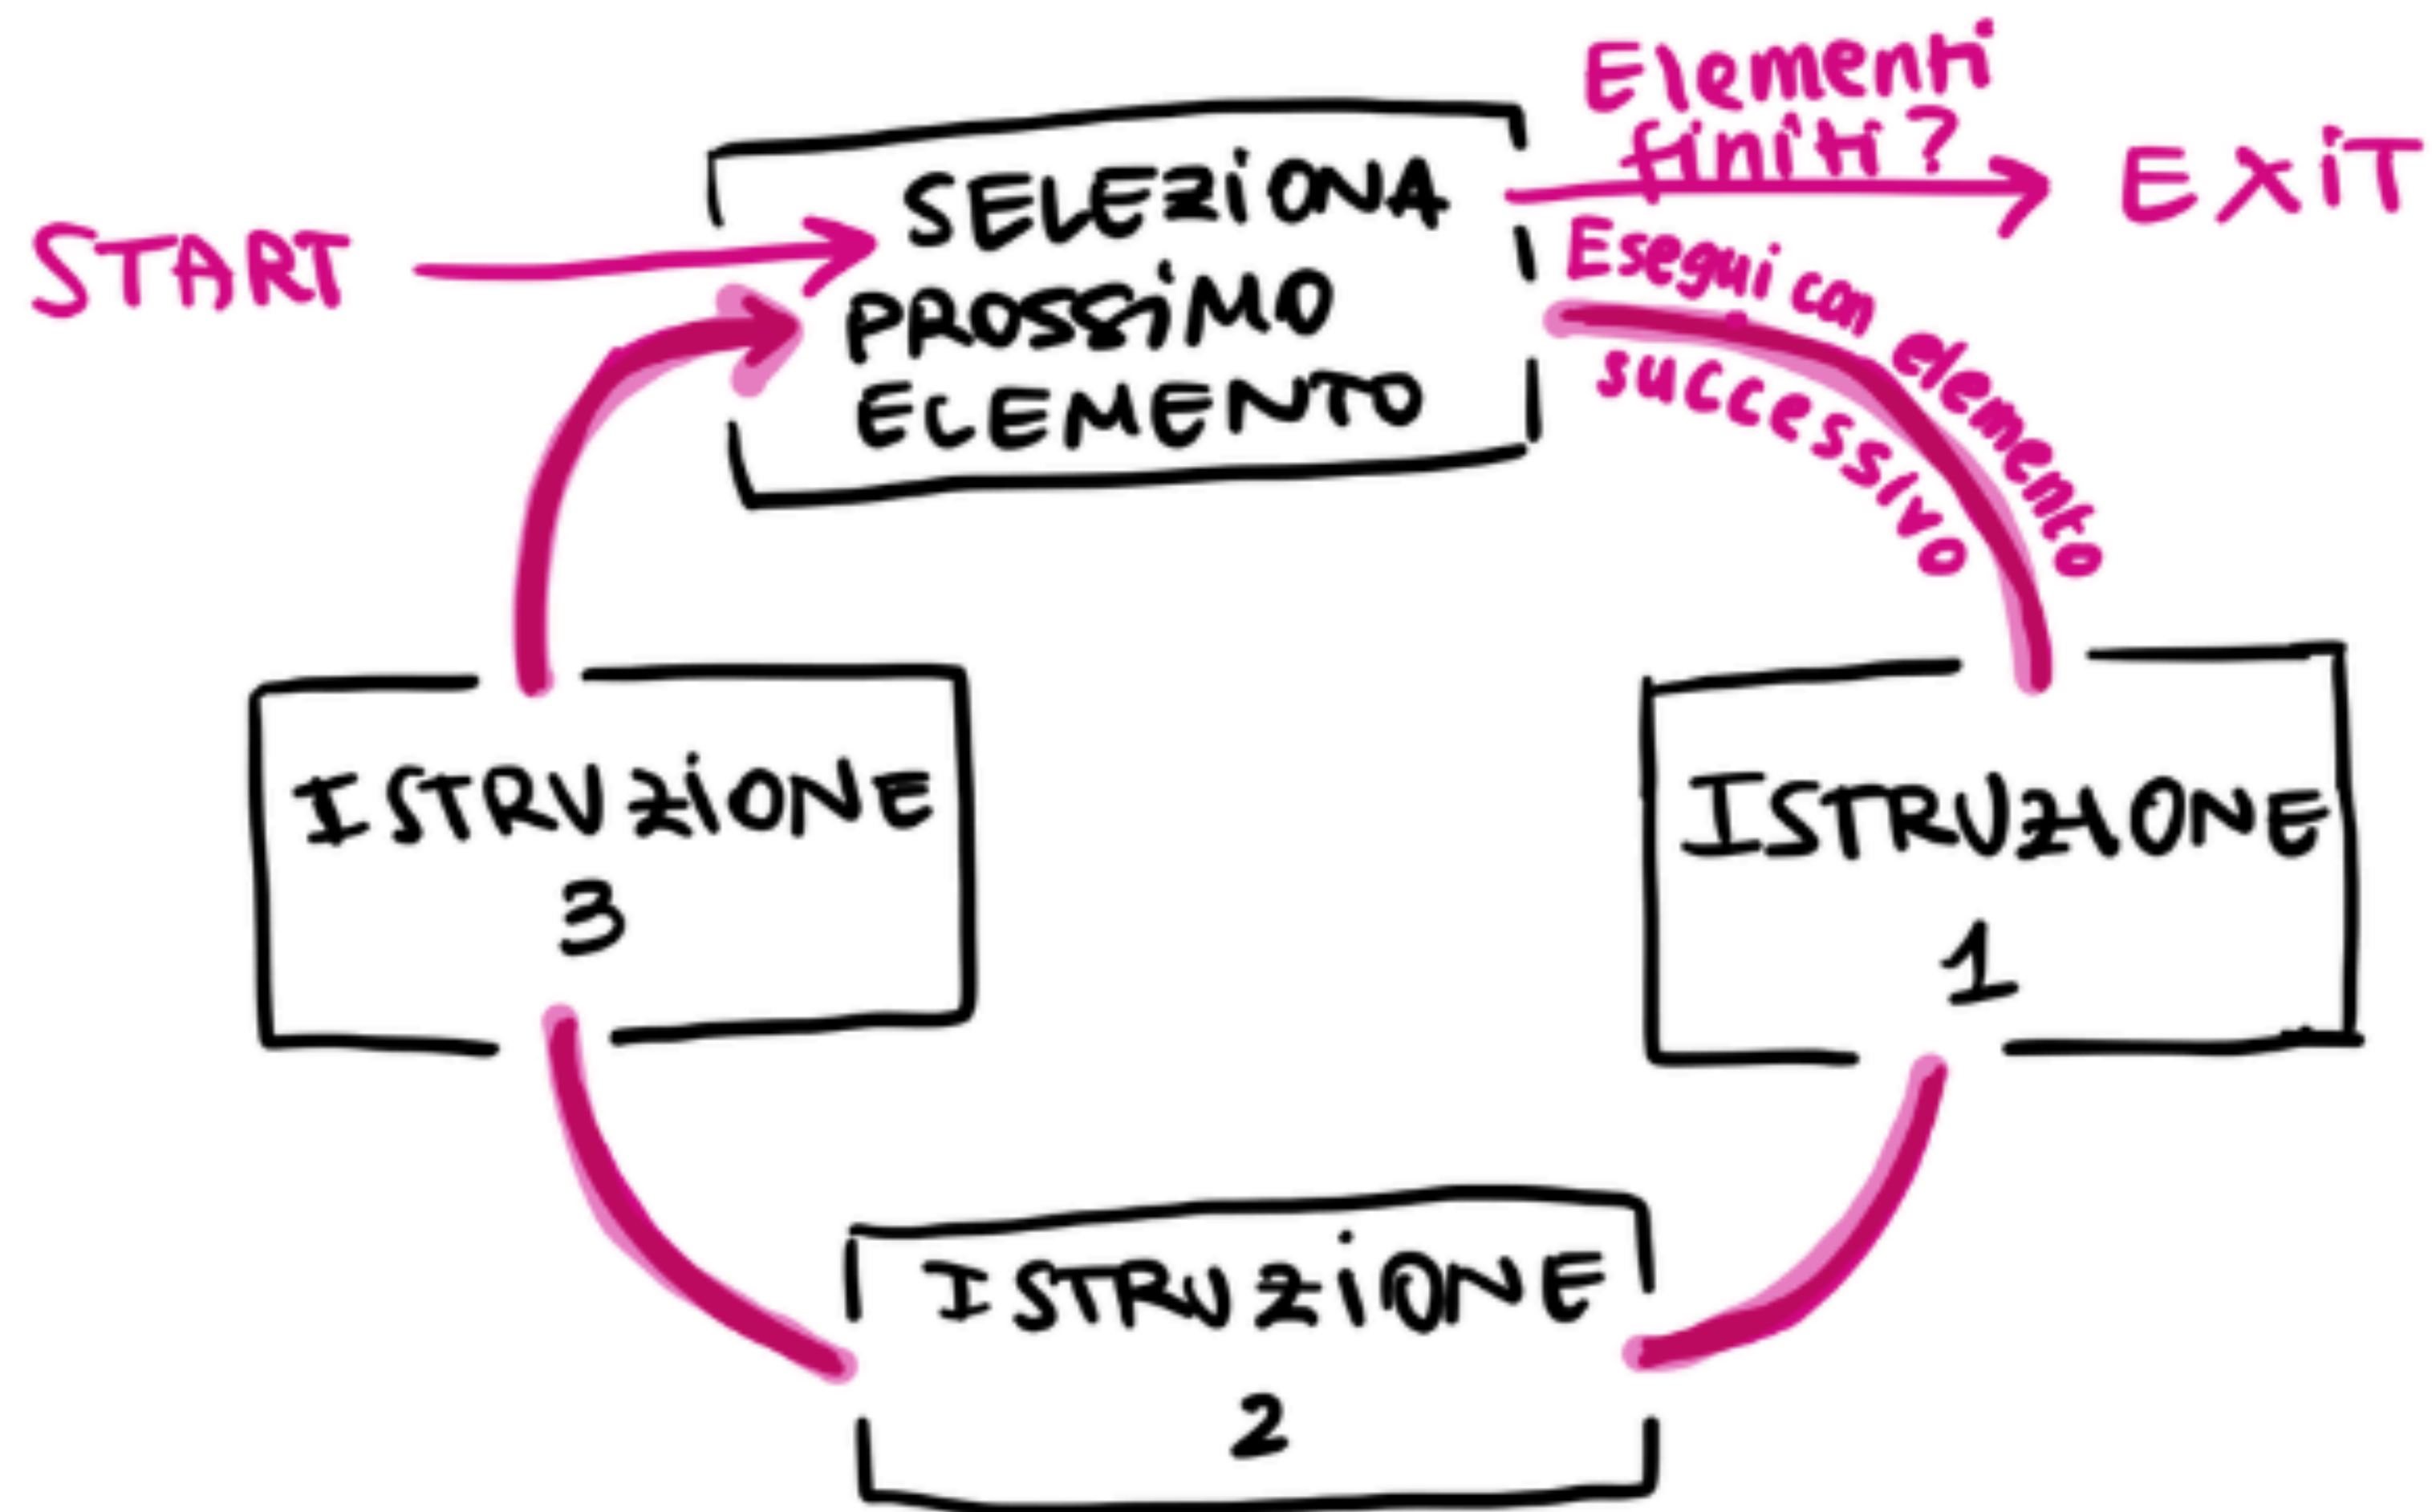 START
SELEZIONA
PROSSIMO
ELEMENTO
Elementi
finiti?
EXIT
Esegui con elemento
successivo
ISTRUZIONE
1
ISTRUZIONE
2
ISTRUZIONE
3